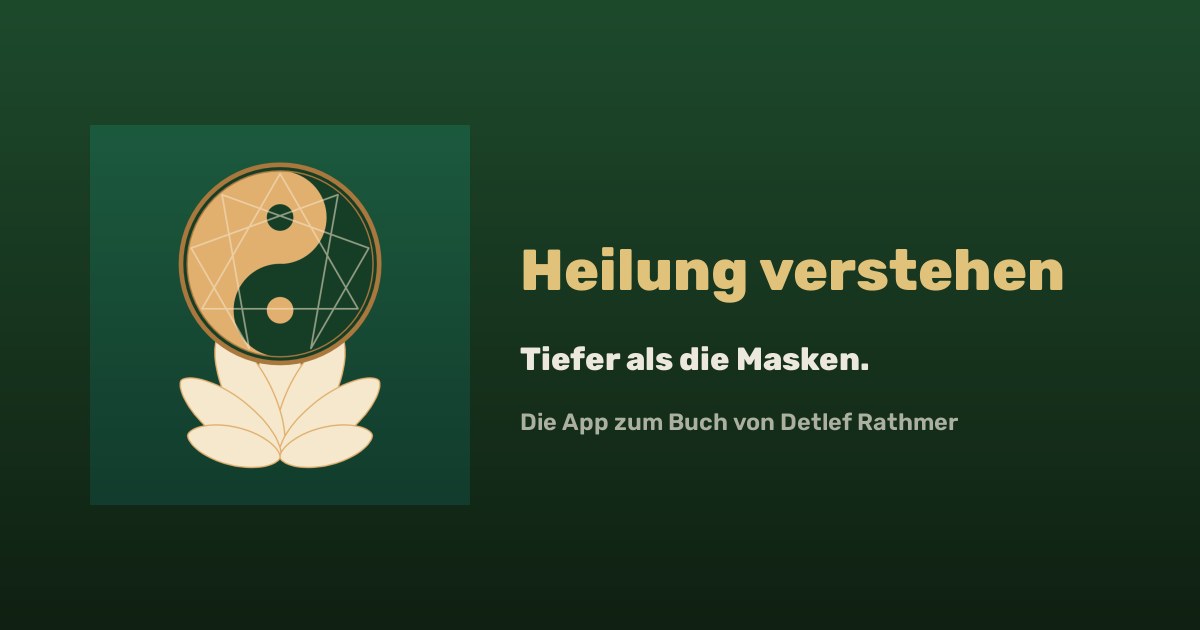 Heilung verstehen
Tiefer als die Masken.
Die App zum Buch von Detlef Rathmer